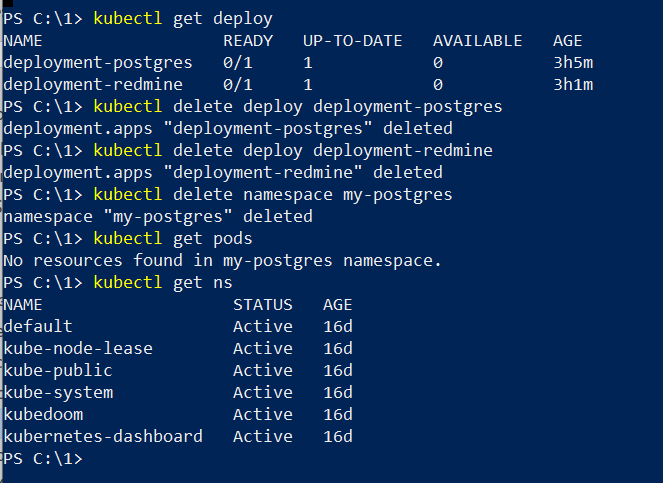 PS C:\1> kubectl get deploy
NAME                  READY   UP-TO-DATE   AVAILABLE   AGE
deployment-postgres   0/1     1            0           3h5m
deployment-redmine    0/1     1            0           3h1m
PS C:\1> kubectl delete deploy deployment-postgres
deployment.apps "deployment-postgres" deleted
PS C:\1> kubectl delete deploy deployment-redmine
deployment.apps "deployment-redmine" deleted
PS C:\1> kubectl delete namespace my-postgres
namespace "my-postgres" deleted
PS C:\1> kubectl get pods
No resources found in my-postgres namespace.
PS C:\1> kubectl get ns
NAME                   STATUS   AGE
default                Active   16d
kube-node-lease        Active   16d
kube-public            Active   16d
kube-system            Active   16d
kubedoom               Active   16d
kubernetes-dashboard   Active   16d
PS C:\1>